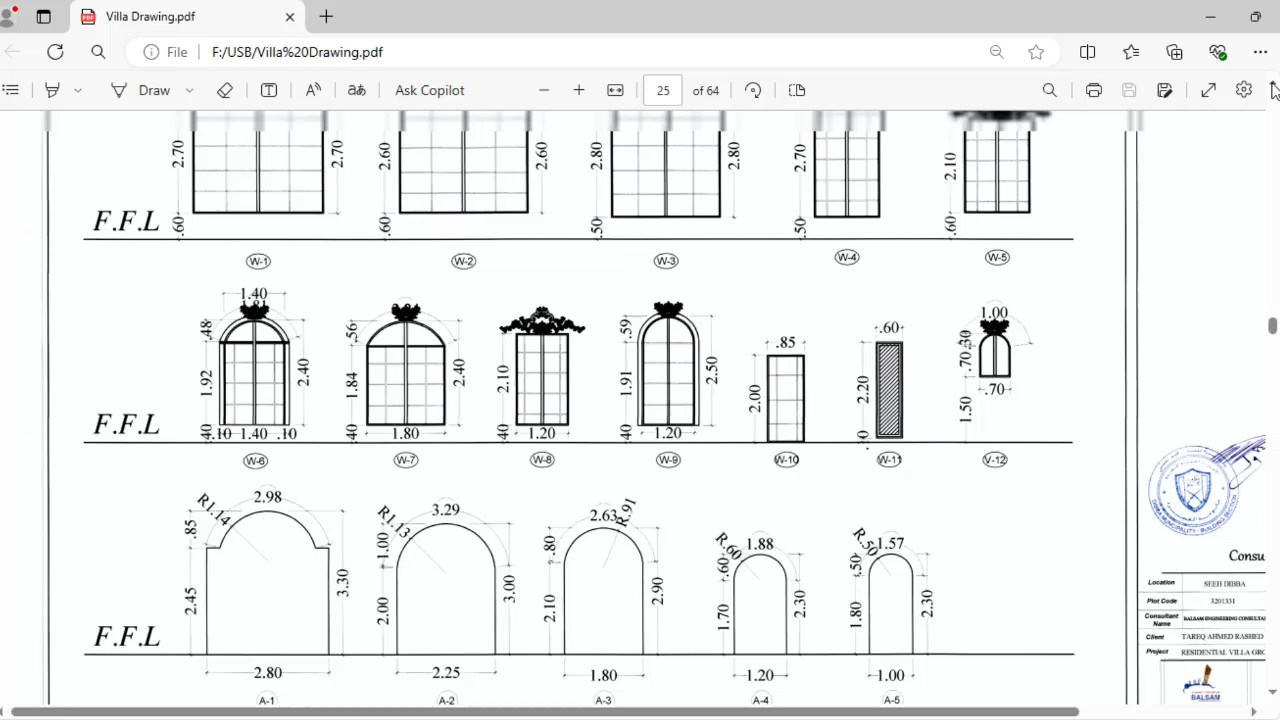 Villa Drawing.pdf
File F:/USB/Villa%20Drawing.pdf
Draw Ask Copilot 25 of 64
2.70 2.70 2.60 2.60 2.80 2.80 2.70 2.10
F.F.L .60 .60 .50 .50 .60
W-1 W-2 W-3 W-4 W-5
1.40 1.00
.48 .56 .59 .85 .60 .30
1.92 2.40 1.84 2.40 2.10 1.91 2.50 2.00 2.20 .70 .70
1.50
F.F.L .40 .10 1.40 .10 .40 1.80 .40 1.20 .40 1.20
W-6 W-7 W-8 W-9 W-10 W-11 V-12
R1.14 2.98 R1.13 3.29 2.63 R.91 R.60 1.88 R.50 1.57
.85 1.00 .80 .60 .50
2.45 3.30 2.00 3.00 2.10 2.90 1.70 2.30 1.80 2.30
F.F.L
2.80 2.25 1.80 1.20 1.00
A-1 A-2 A-3 A-4 A-5
Consu
Location SEEH DIBBA
Plot Code 3201331
Consultant Name BALSAM ENGINEERING CONSULTA
Client TAREQ AHMED RASHED
Project RESIDENTIAL VILLA GRO
BALSAM